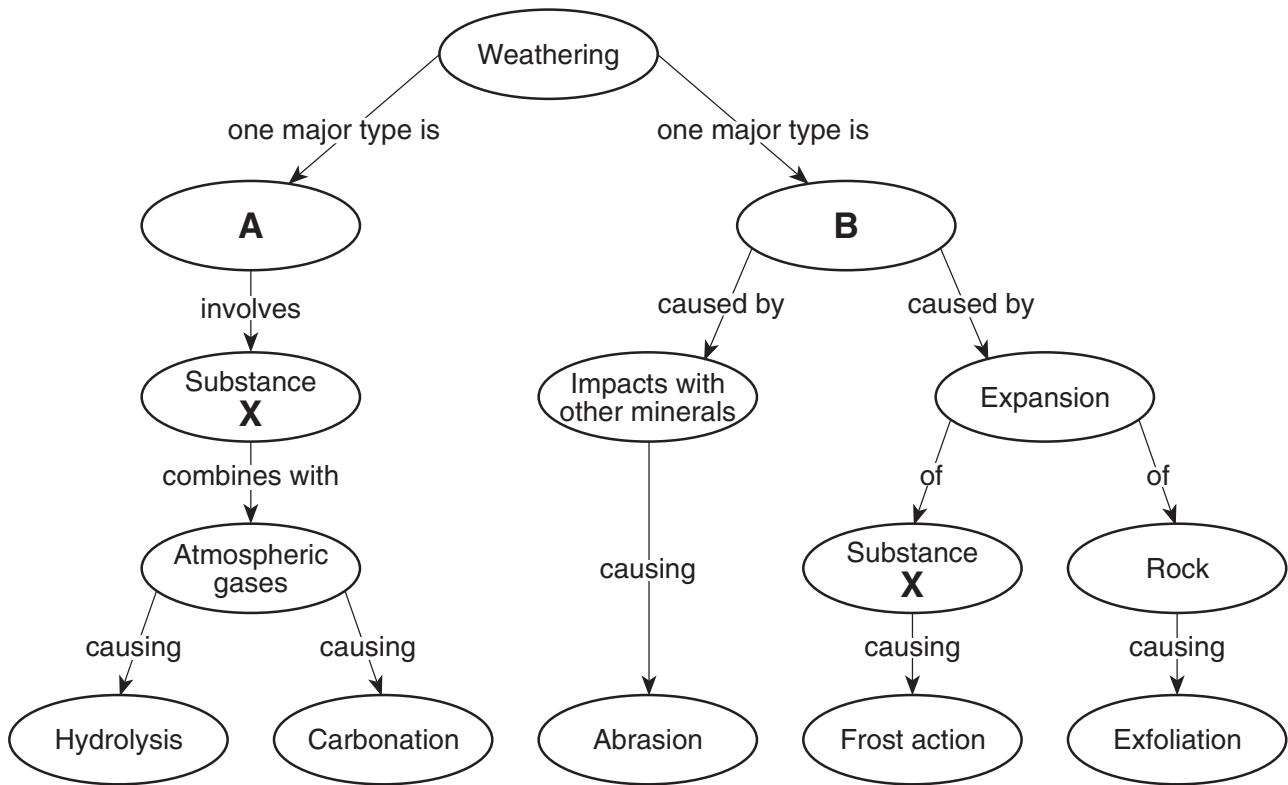 Weathering
one major type is
one major type is
A
B
involves
caused by
caused by
Substance
X
Impacts with
other minerals
Expansion
combines with
of
of
Atmospheric
gases
causing
Substance
X
Rock
causing
causing
causing
causing
Hydrolysis
Carbonation
Abrasion
Frost action
Exfoliation